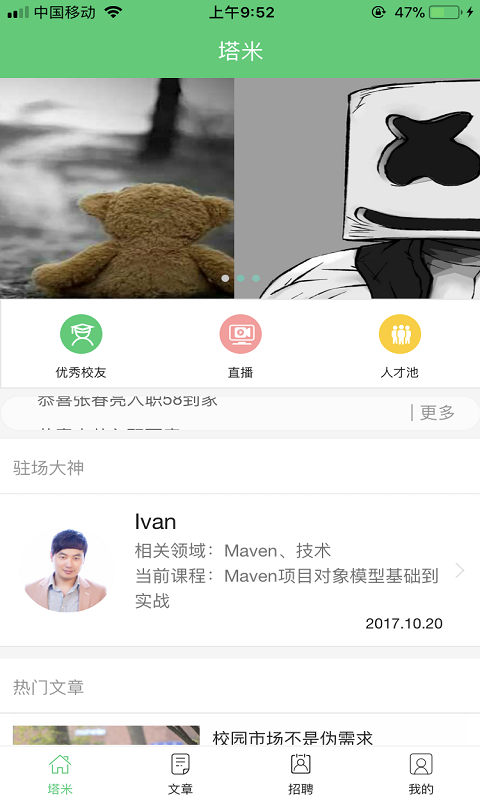 中国移动
上午9:52
47%
塔米
优秀校友
直播
人才池
恭喜张春亮入职58到家
更多
驻场大神
Ivan
相关领域：Maven、技术
当前课程：Maven项目对象模型基础到
实战
2017.10.20
热门文章
校园市场不是伪需求
塔米
文章
招聘
我的